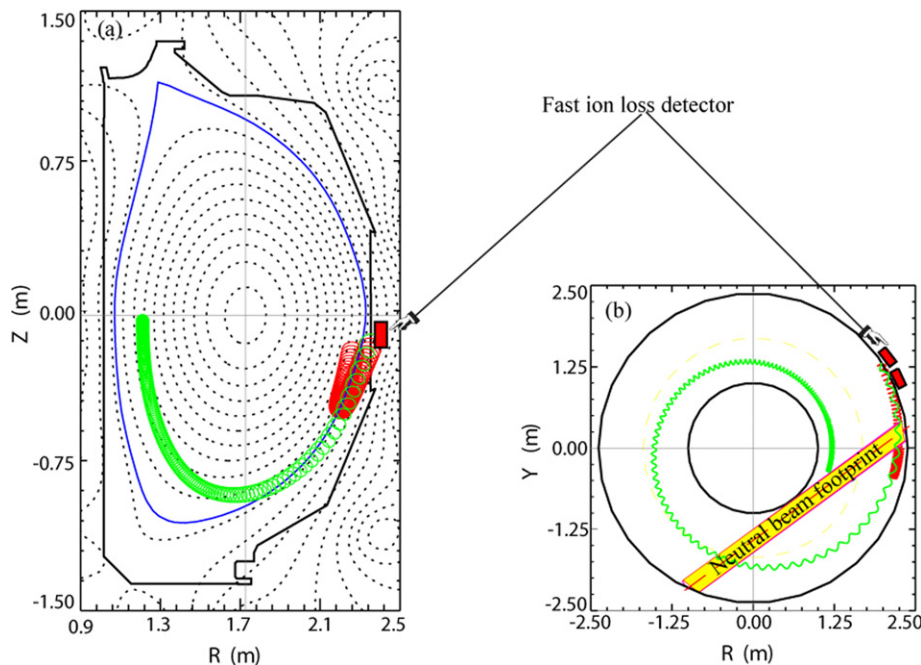 1.50
(a)
Fast ion loss detector
0.75
Z (m)
0.00
2.50
(b)
1.25
-0.75
Y (m)
0.00
Neutral beam footprint
-1.25
-1.50
-2.50
0.9 1.3 1.7 2.1 2.5
-2.50 -1.25 0.00 1.25 2.50
R (m)
R (m)